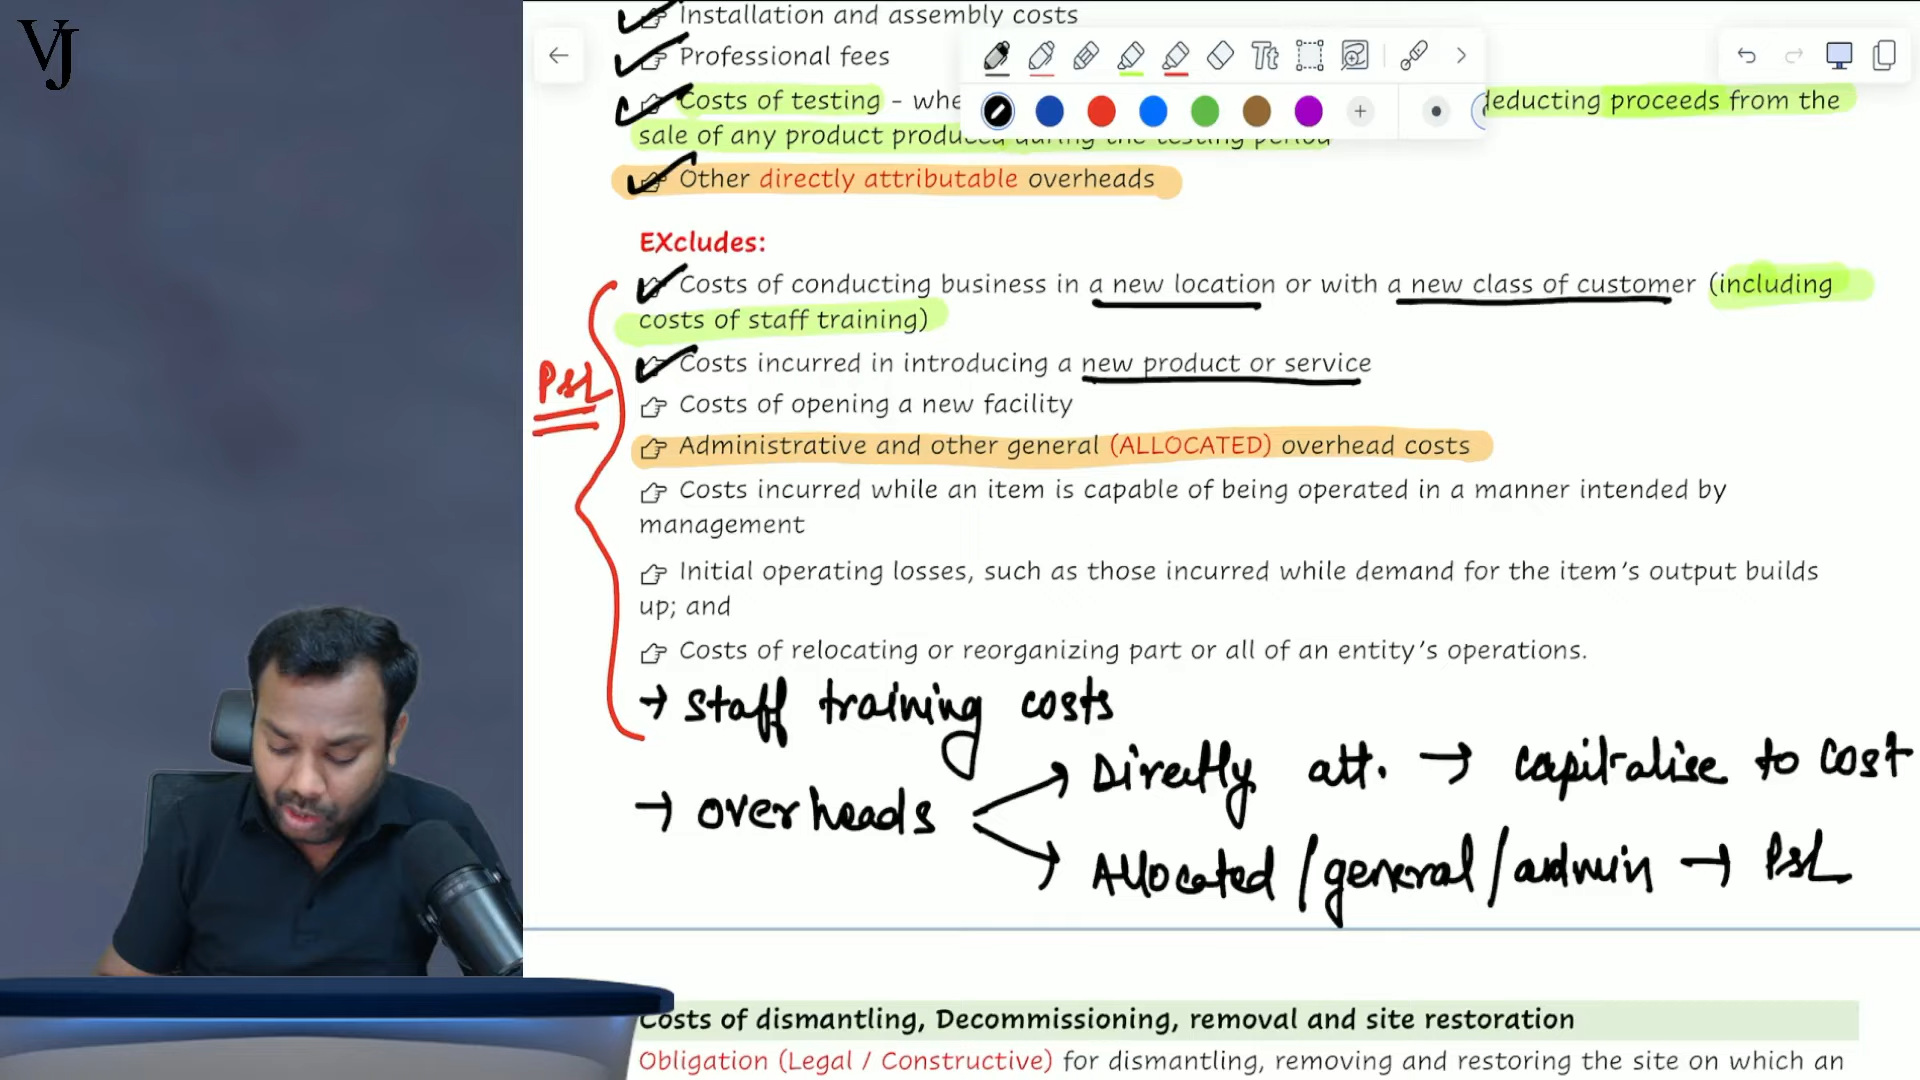 VJ
Installation and assembly costs
Professional fees
Costs of testing - whe deducting proceeds from the
sale of any product produced during the testing period
Other directly attributable overheads
EXcludes:
Costs of conducting business in a new location or with a new class of customer (including
costs of staff training)
Costs incurred in introducing a new product or service
P&L
Costs of opening a new facility
Administrative and other general (ALLOCATED) overhead costs
Costs incurred while an item is capable of being operated in a manner intended by
management
Initial operating losses, such as those incurred while demand for the item's output builds
up; and
Costs of relocating or reorganizing part or all of an entity's operations.
→ staff training costs
→ overheads
Directly att. → capitalise to cost
Allocated / general / admin → P&L
Costs of dismantling, Decommissioning, removal and site restoration
Obligation (Legal / Constructive) for dismantling, removing and restoring the site on which an